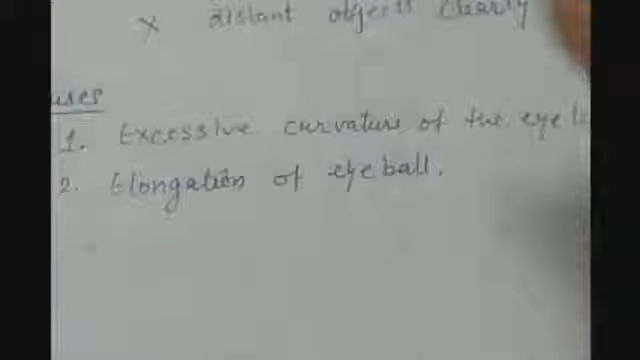 x distant objects clearly
uses
1. Excessive curvature of the eye
2. Elongation of eyeball.